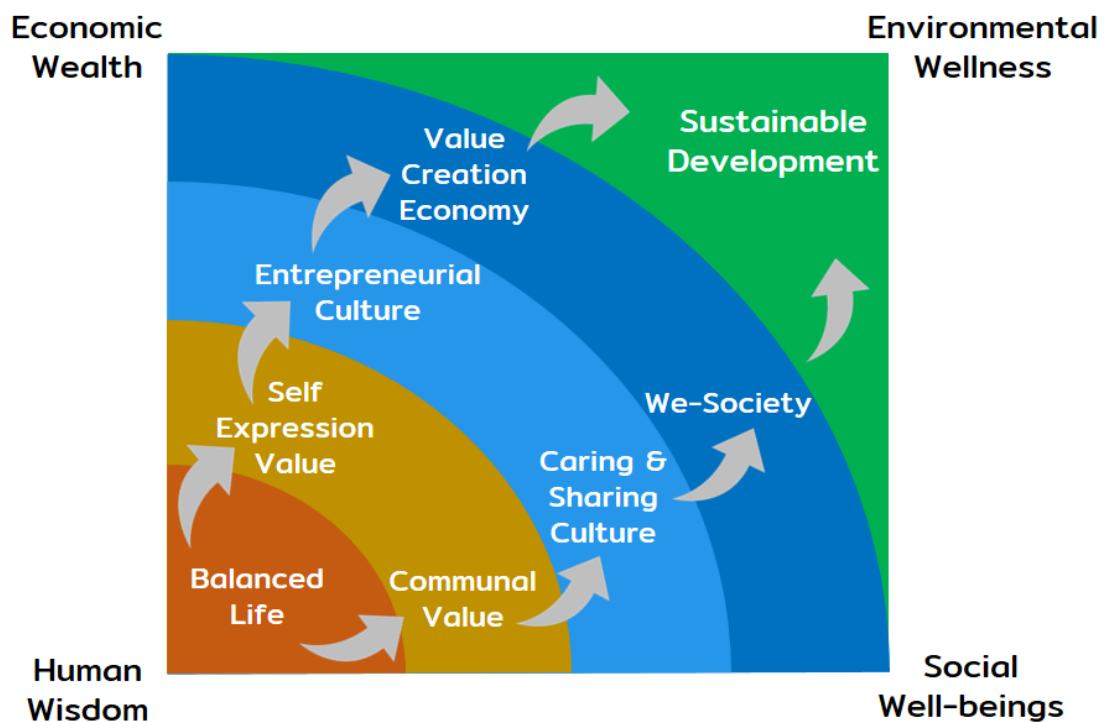 Economic
Wealth
Environmental
Wellness
Sustainable
Development
Value
Creation
Economy
Entrepreneurial
Culture
Self
Expression
Value
We-Society
Caring &
Sharing
Culture
Balanced
Life
Communal
Value
Human
Wisdom
Social
Well-beings